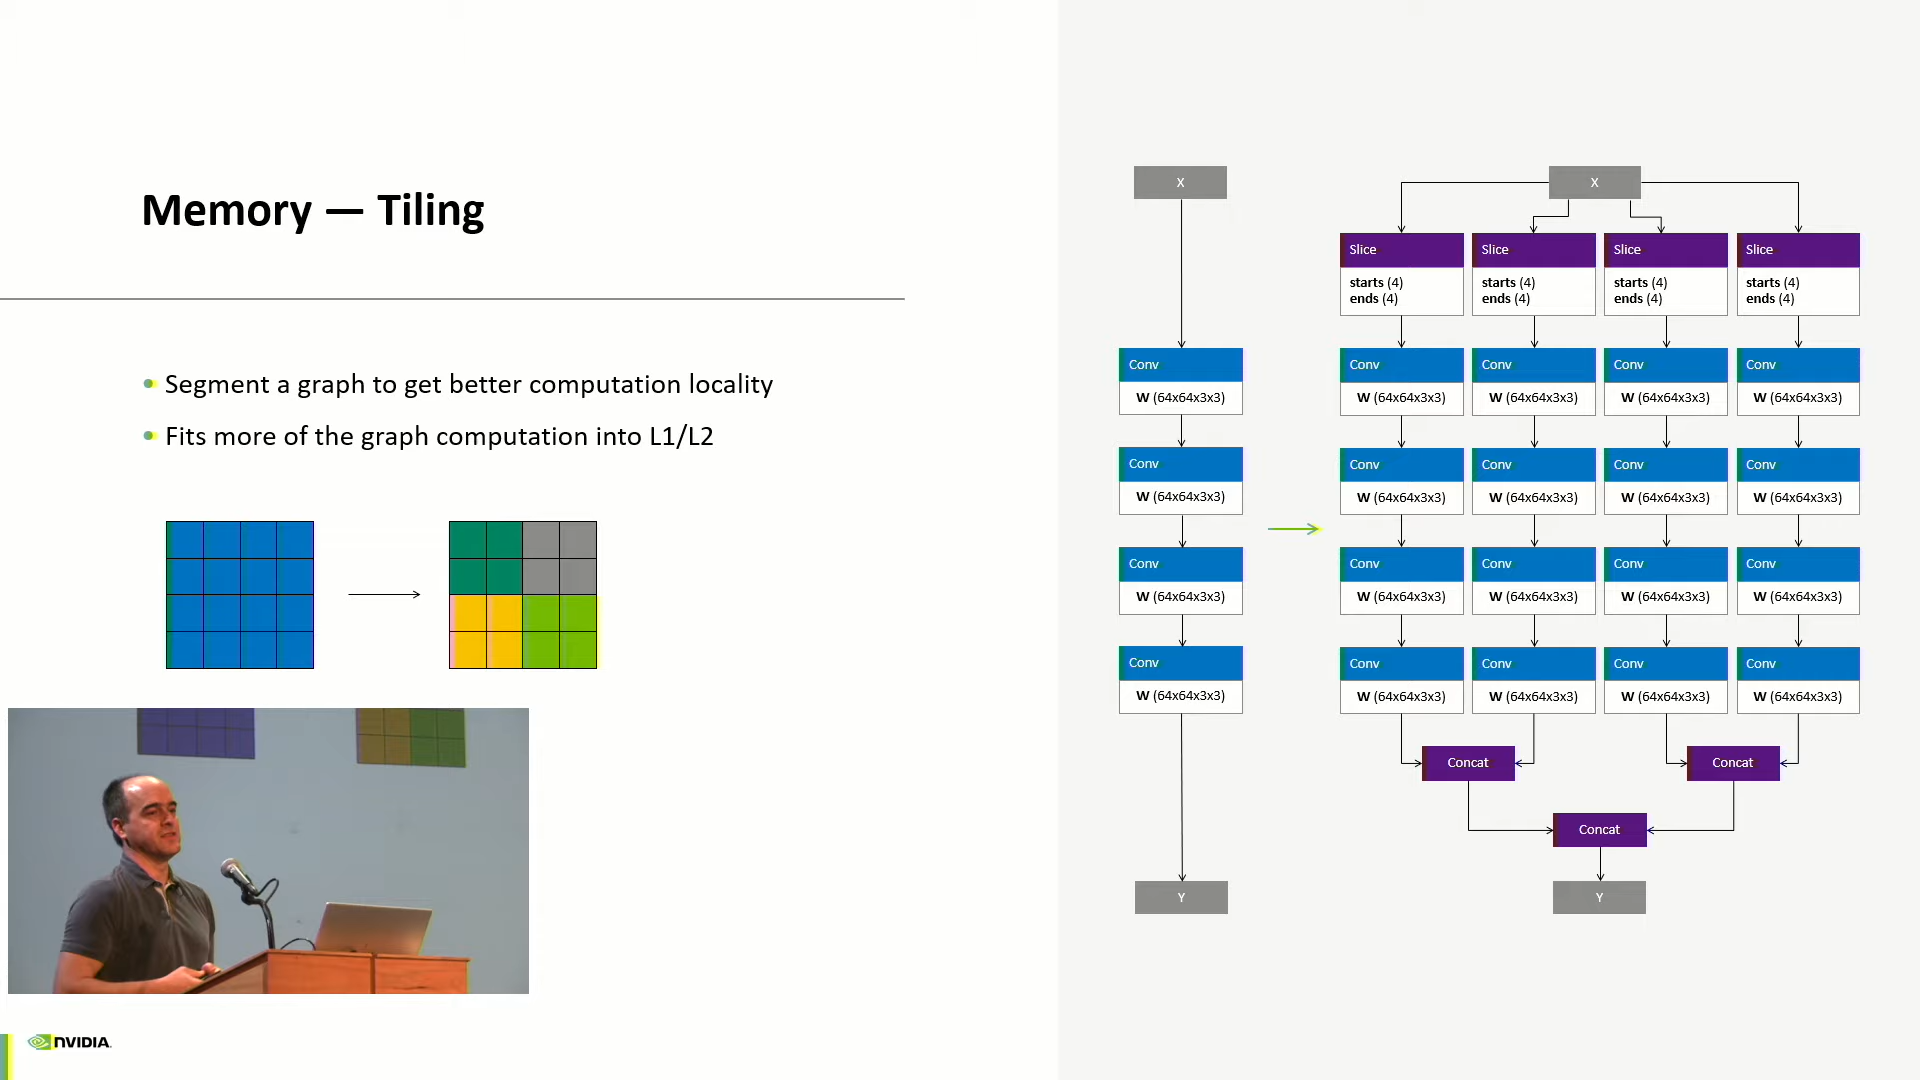 Memory — Tiling
• Segment a graph to get better computation locality
• Fits more of the graph computation into L1/L2
NVIDIA.
X
Conv
W (64x64x3x3)
Conv
W (64x64x3x3)
Conv
W (64x64x3x3)
Conv
W (64x64x3x3)
Y
X
Slice Slice Slice Slice
starts (4) starts (4) starts (4) starts (4)
ends (4) ends (4) ends (4) ends (4)
Conv Conv Conv Conv
W (64x64x3x3) W (64x64x3x3) W (64x64x3x3) W (64x64x3x3)
Conv Conv Conv Conv
W (64x64x3x3) W (64x64x3x3) W (64x64x3x3) W (64x64x3x3)
Conv Conv Conv Conv
W (64x64x3x3) W (64x64x3x3) W (64x64x3x3) W (64x64x3x3)
Conv Conv Conv Conv
W (64x64x3x3) W (64x64x3x3) W (64x64x3x3) W (64x64x3x3)
Concat Concat
Concat
Y